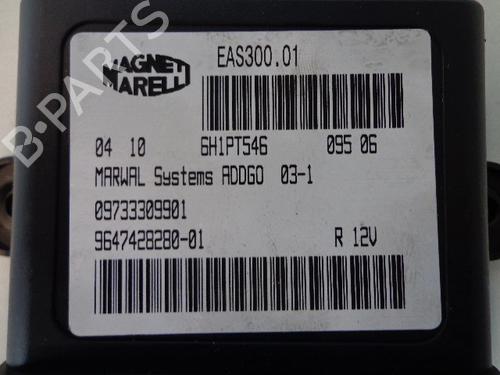 MAGNETI
MARELLI
EAS300.01
04 10 6H1PT546 095 06
MARWAL Systems ADDGO 03-1
09733309901
9647428280-01 R 12V
B-PARTS